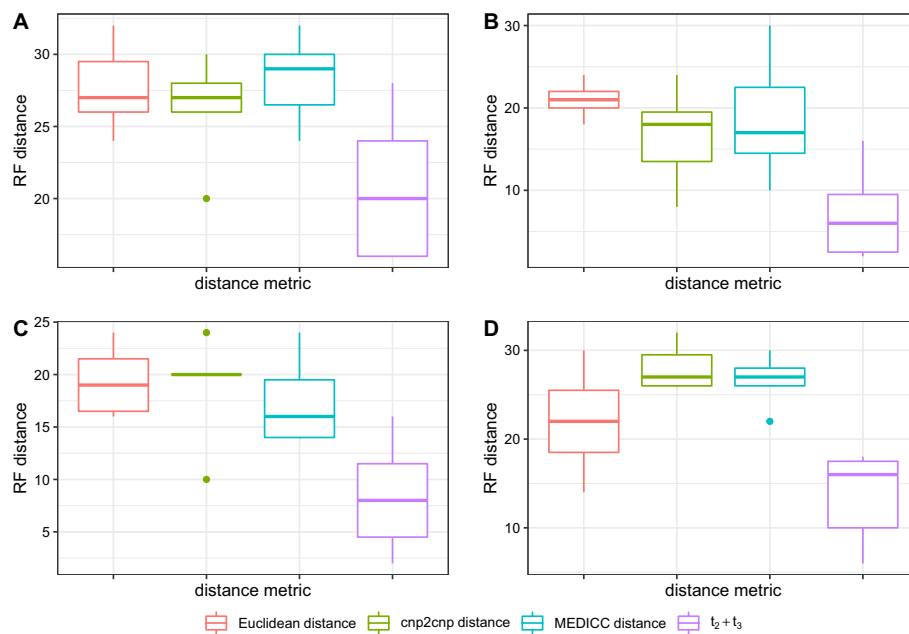 A
RF distance
30
25
20
distance metric
B
RF distance
30
20
10
distance metric
C
RF distance
25
20
15
10
5
distance metric
D
RF distance
30
20
10
distance metric
Euclidean distance cnp2cnp distance MEDICC distance t₂+t₃